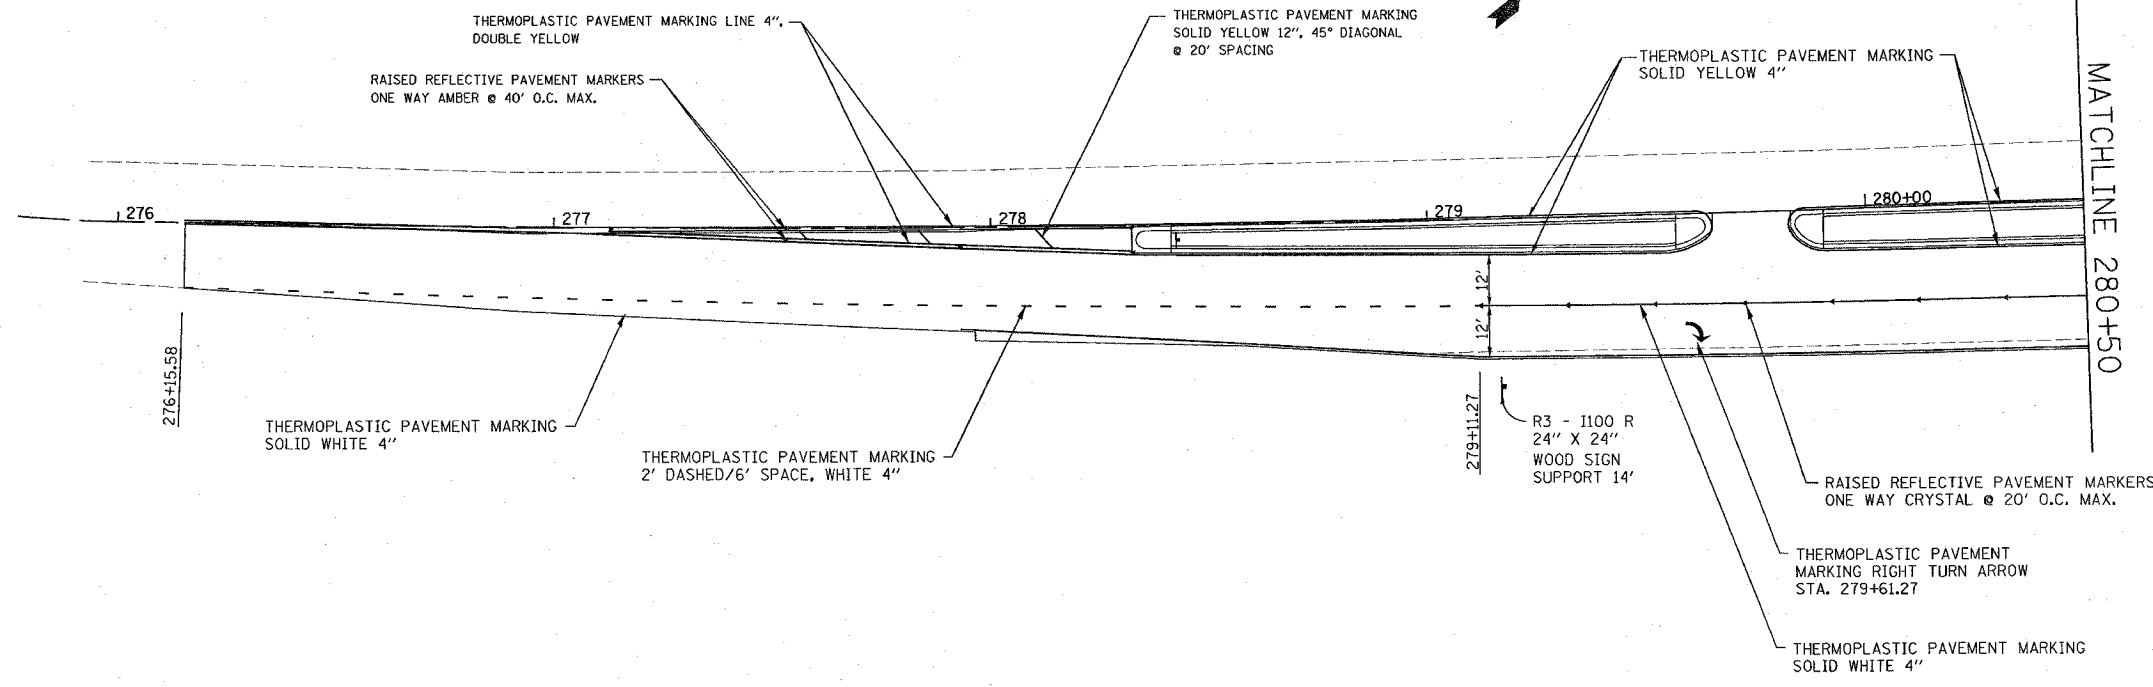 THERMOPLASTIC PAVEMENT MARKING LINE 4",
DOUBLE YELLOW
THERMOPLASTIC PAVEMENT MARKING
SOLID YELLOW 12", 45° DIAGONAL
@ 20' SPACING
RAISED REFLECTIVE PAVEMENT MARKERS
ONE WAY AMBER @ 40' O.C. MAX.
THERMOPLASTIC PAVEMENT MARKING
SOLID YELLOW 4"
MATCHLINE 280+50
276
277
278
279
280+00
12'
12'
276+15.58
279+11.27
THERMOPLASTIC PAVEMENT MARKING
SOLID WHITE 4"
THERMOPLASTIC PAVEMENT MARKING
2' DASHED/6' SPACE, WHITE 4"
R3 - I100 R
24" X 24"
WOOD SIGN
SUPPORT 14'
RAISED REFLECTIVE PAVEMENT MARKERS
ONE WAY CRYSTAL @ 20' O.C. MAX.
THERMOPLASTIC PAVEMENT
MARKING RIGHT TURN ARROW
STA. 279+61.27
THERMOPLASTIC PAVEMENT MARKING
SOLID WHITE 4"